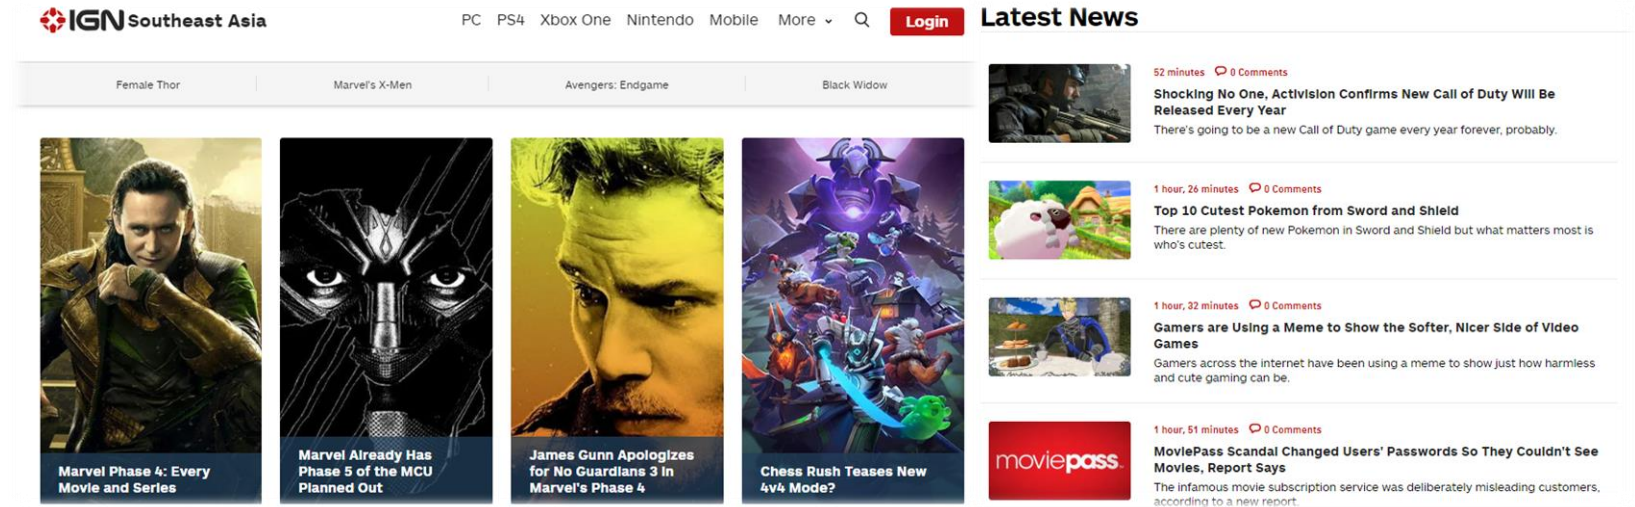 IGN Southeast Asia
PC PS4 Xbox One Nintendo Mobile More
Login
Female Thor
Marvel's X-Men
Avengers: Endgame
Black Widow
Marvel Phase 4: Every
Movie and Series
Marvel Already Has
Phase 5 of the MCU
Planned Out
James Gunn Apologizes
for No Guardians 3 in
Marvel's Phase 4
Chess Rush Teases New
4v4 Mode?
Latest News
52 minutes 0 Comments
Shocking No One, Activision Confirms New Call of Duty Will Be
Released Every Year
There's going to be a new Call of Duty game every year forever, probably.
1 hour, 26 minutes 0 Comments
Top 10 Cutest Pokemon from Sword and Shield
There are plenty of new Pokemon in Sword and Shield but what matters most is
who's cutest.
1 hour, 32 minutes 0 Comments
Gamers are Using a Meme to Show the Softer, Nicer Side of Video
Games
Gamers across the internet have been using a meme to show just how harmless
and cute gaming can be.
moviepass
1 hour, 51 minutes 0 Comments
MoviePass Scandal Changed Users' Passwords So They Couldn't See
Movies, Report Says
The infamous movie subscription service was deliberately misleading customers,
according to a new report.